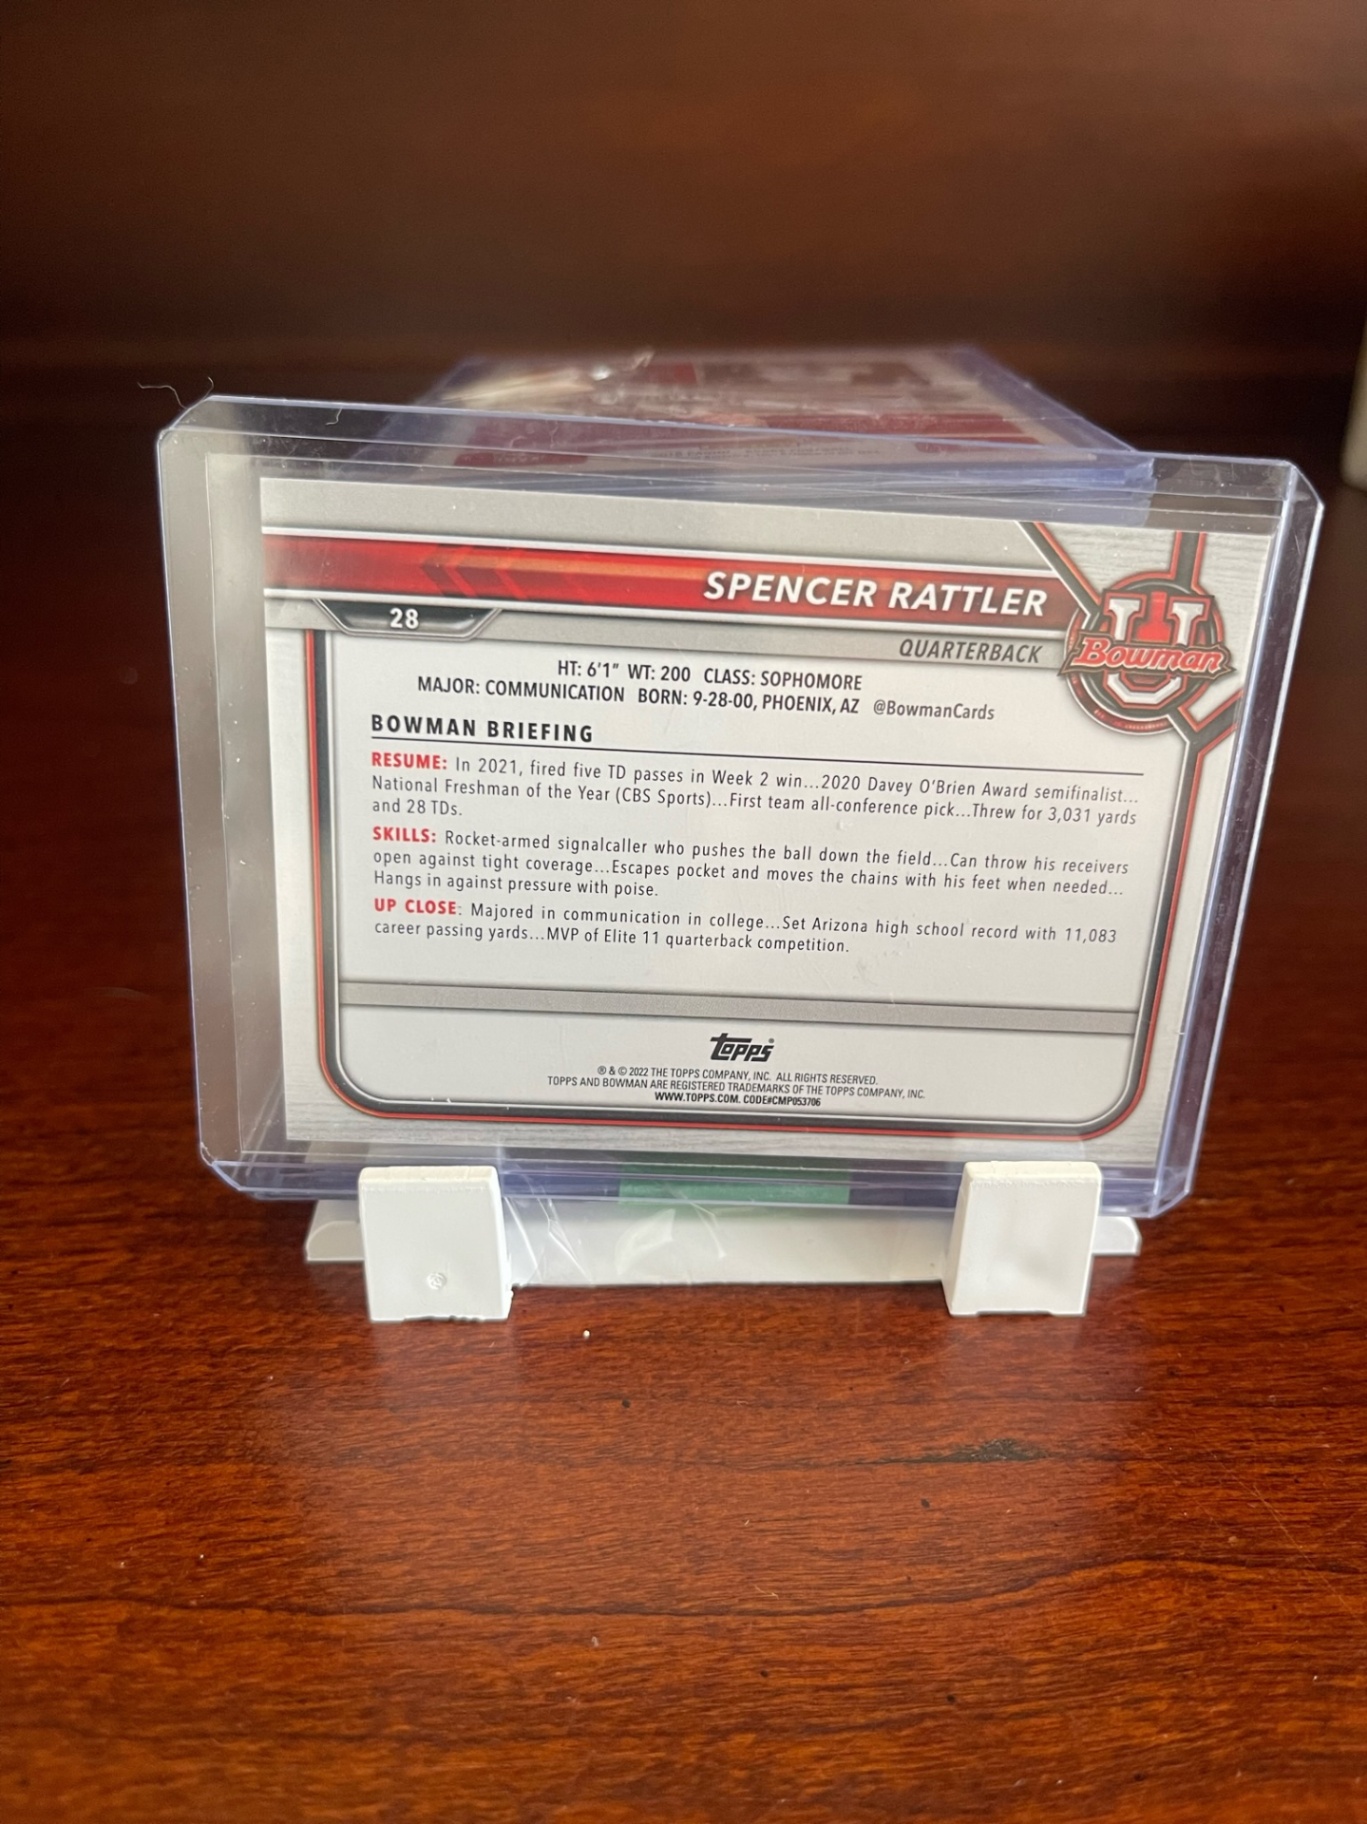 SPENCER RATTLER
28
QUARTERBACK
U
Bowman
HT: 6'1" WT: 200 CLASS: SOPHOMORE
MAJOR: COMMUNICATION BORN: 9-28-00, PHOENIX, AZ @BowmanCards
BOWMAN BRIEFING
RESUME: In 2021, fired five TD passes in Week 2 win...2020 Davey O'Brien Award semifinalist...
National Freshman of the Year (CBS Sports)...First team all-conference pick...Threw for 3,031 yards
and 28 TDs.
SKILLS: Rocket-armed signalcaller who pushes the ball down the field...Can throw his receivers
open against tight coverage...Escapes pocket and moves the chains with his feet when needed...
Hangs in against pressure with poise.
UP CLOSE: Majored in communication in college...Set Arizona high school record with 11,083
career passing yards...MVP of Elite 11 quarterback competition.
topps
® & © 2022 THE TOPPS COMPANY, INC. ALL RIGHTS RESERVED.
TOPPS AND BOWMAN ARE REGISTERED TRADEMARKS OF THE TOPPS COMPANY, INC.
WWW.TOPPS.COM. CODE#CMP053706